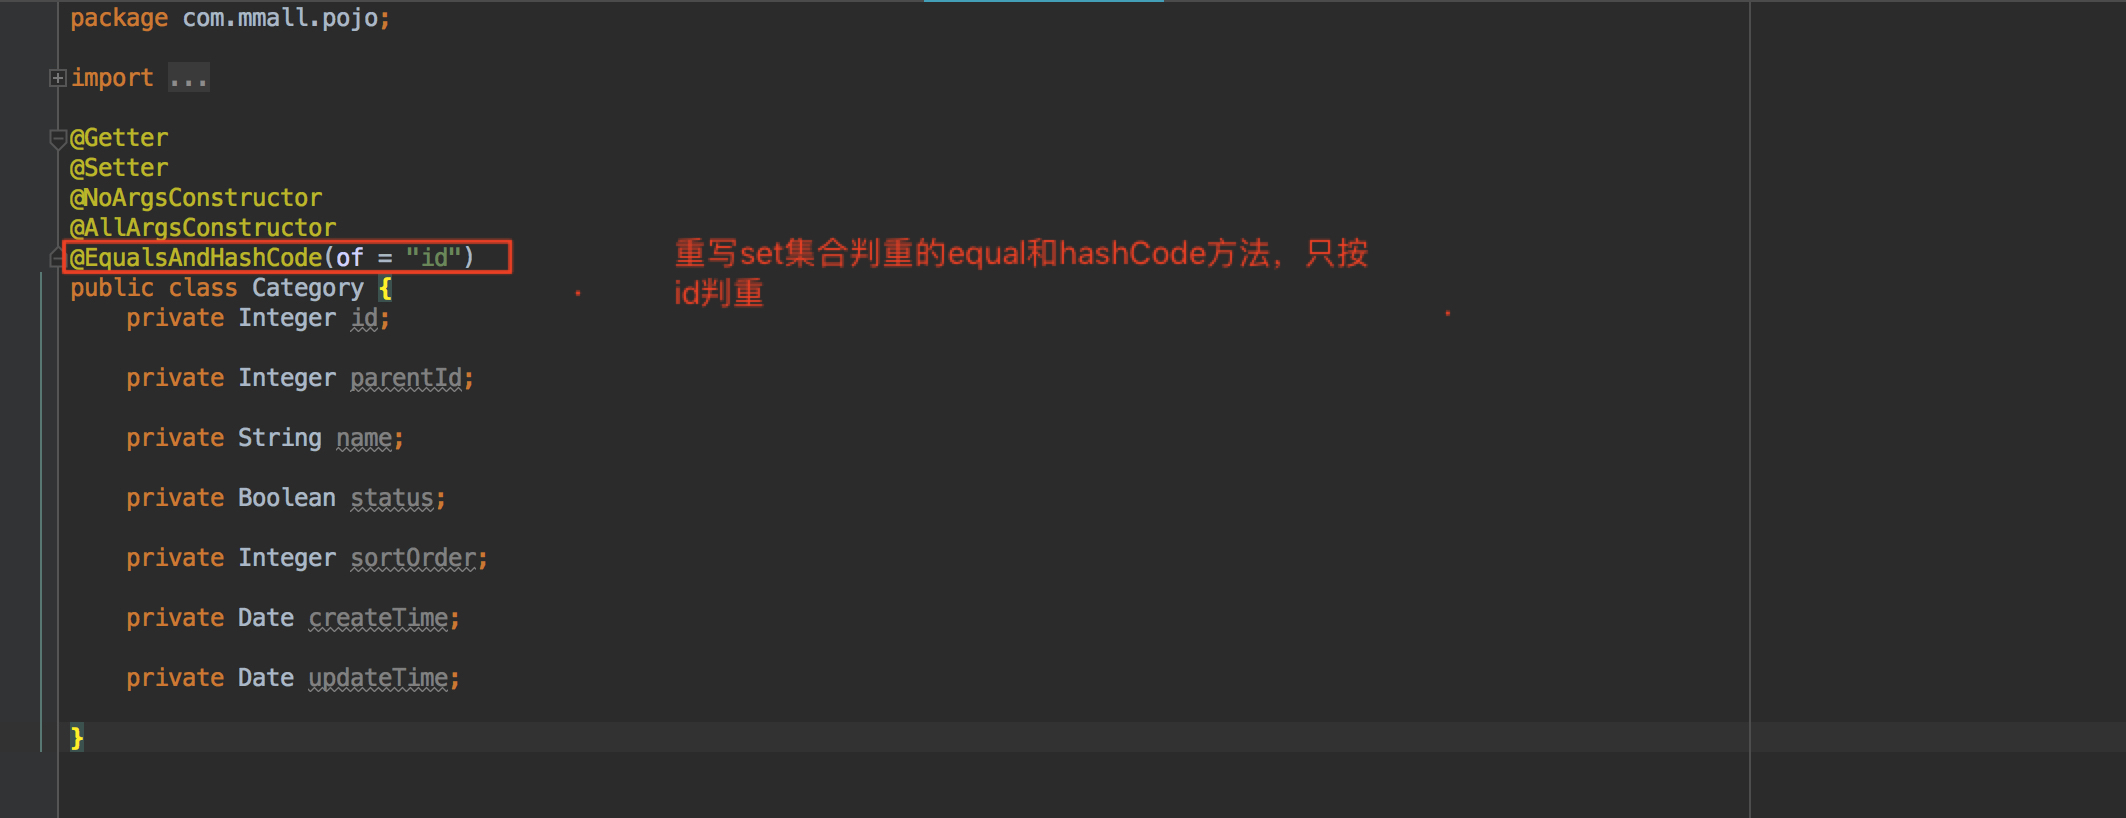 package com.mmall.pojo;
import ...
@Getter
@Setter
@NoArgsConstructor
@AllArgsConstructor
@EqualsAndHashCode(of = "id")
重写set集合判重的equal和hashCode方法，只按
id判重
public class Category {
private Integer id;
private Integer parentId;
private String name;
private Boolean status;
private Integer sortOrder;
private Date createTime;
private Date updateTime;
}